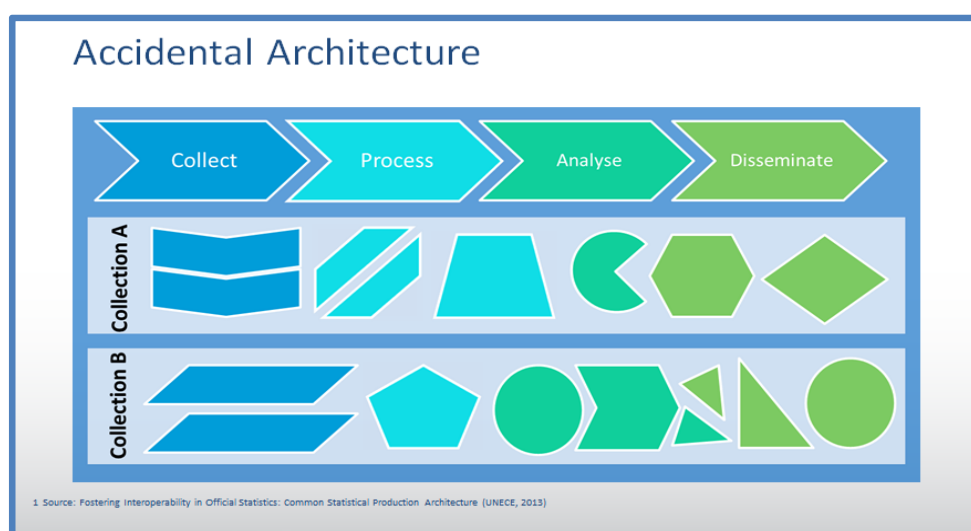 Accidental Architecture
Collect
Process
Analyse
Disseminate
Collection A
Collection B
1 Source: Fostering Interoperability in Official Statistics: Common Statistical Production Architecture (UNECE, 2013)